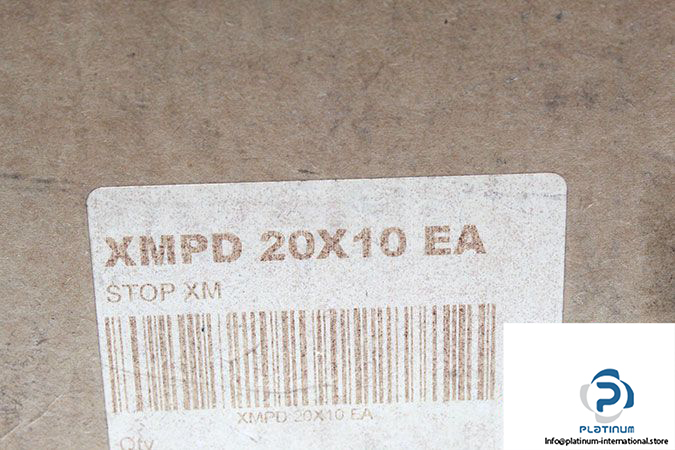 XMPD 20X10 EA
STOP XM
XMPD 20X10 EA
Qty
PLATINUM
Info@platinum-international.store